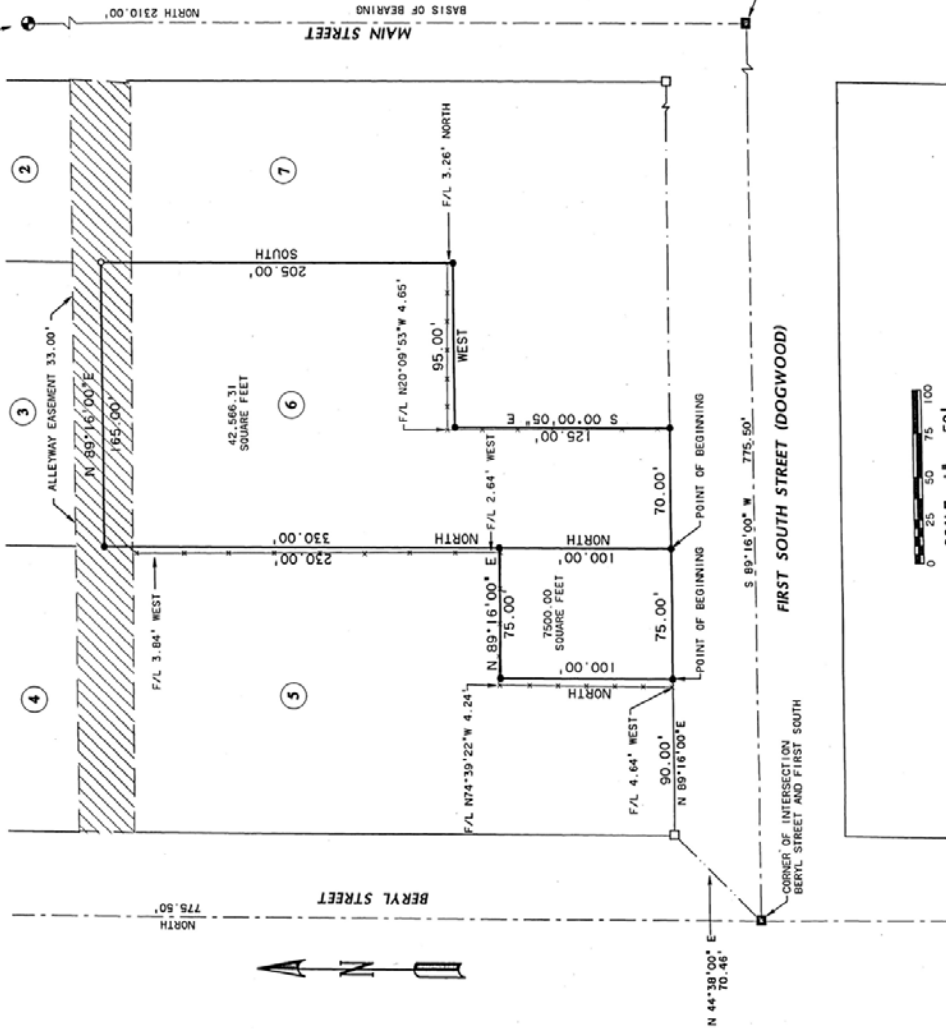 NORTH 2310.00'
BASIS OF BEARING
MAIN STREET
2
3
4
ALLEYWAY EASEMENT 33.00'
N 89°16'00"E
165.00'
7
F/L 3.26' NORTH
SOUTH
205.00'
F/L N20°09'53"W 4.65'
95.00'
WEST
42,566.31
SQUARE FEET
6
S 00°00'05" E
125.00'
F/L 2.64' WEST
330.00'
NORTH
230.00'
NORTH
100.00'
70.00'
POINT OF BEGINNING
F/L 3.84' WEST
N 89°16'00" E
75.00'
7500.00
SQUARE FEET
100.00'
NORTH
75.00'
POINT OF BEGINNING
5
F/L N74°39'22"W 4.24'
F/L 4.64' WEST
90.00'
N 89°16'00"E
S 89°16'00" W
775.50'
FIRST SOUTH STREET (DOGWOOD)
CORNER OF INTERSECTION
BERYL STREET AND FIRST SOUTH
BERYL STREET
775.50'
NORTH
N 44°38'00" E
70.46'
N
0 25 50 75 100